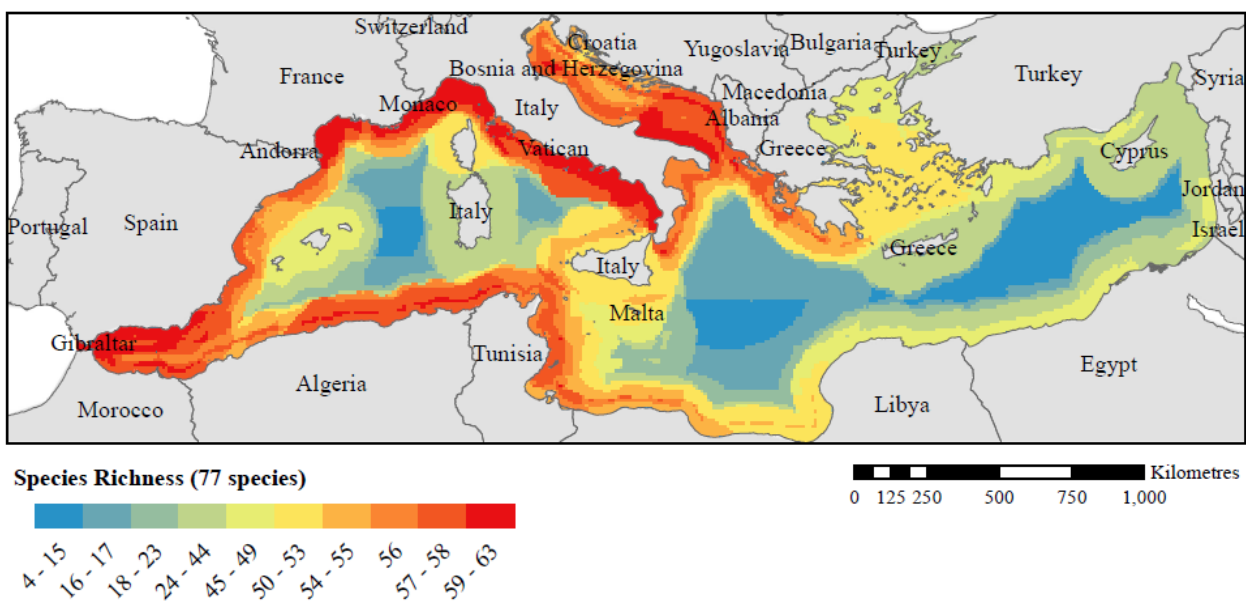 Switzerland
Croatia
Yugoslavia
Bulgaria
Turkey
France
Bosnia and Herzegovina
Turkey
Syria
Monaco
Italy
Macedonia
Albania
Andorra
Vatican
Greece
Cyprus
Portugal
Spain
Italy
Jordan
Israel
Greece
Italy
Malta
Gibraltar
Tunisia
Algeria
Egypt
Morocco
Libya
Species Richness (77 species)
4 - 15
16 - 17
18 - 23
24 - 44
45 - 49
50 - 53
54 - 55
56
57 - 58
59 - 63
Kilometres
0 125 250 500 750 1,000